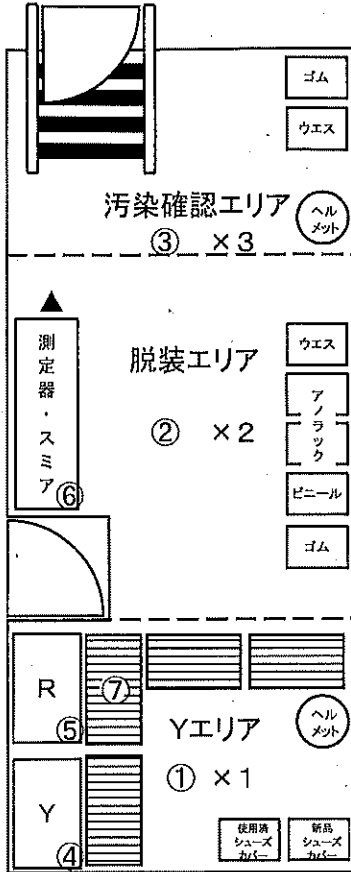 ゴム
ウエス
汚染確認エリア
ヘル
メット
③ ×3
測定器・スミア
⑥
脱装エリア
② ×2
ウエス
アノラック
ビニール
ゴム
R
⑤
⑦
Yエリア
ヘル
メット
① ×1
Y
④
使用済
シューズ
カバー
新品
シューズ
カバー